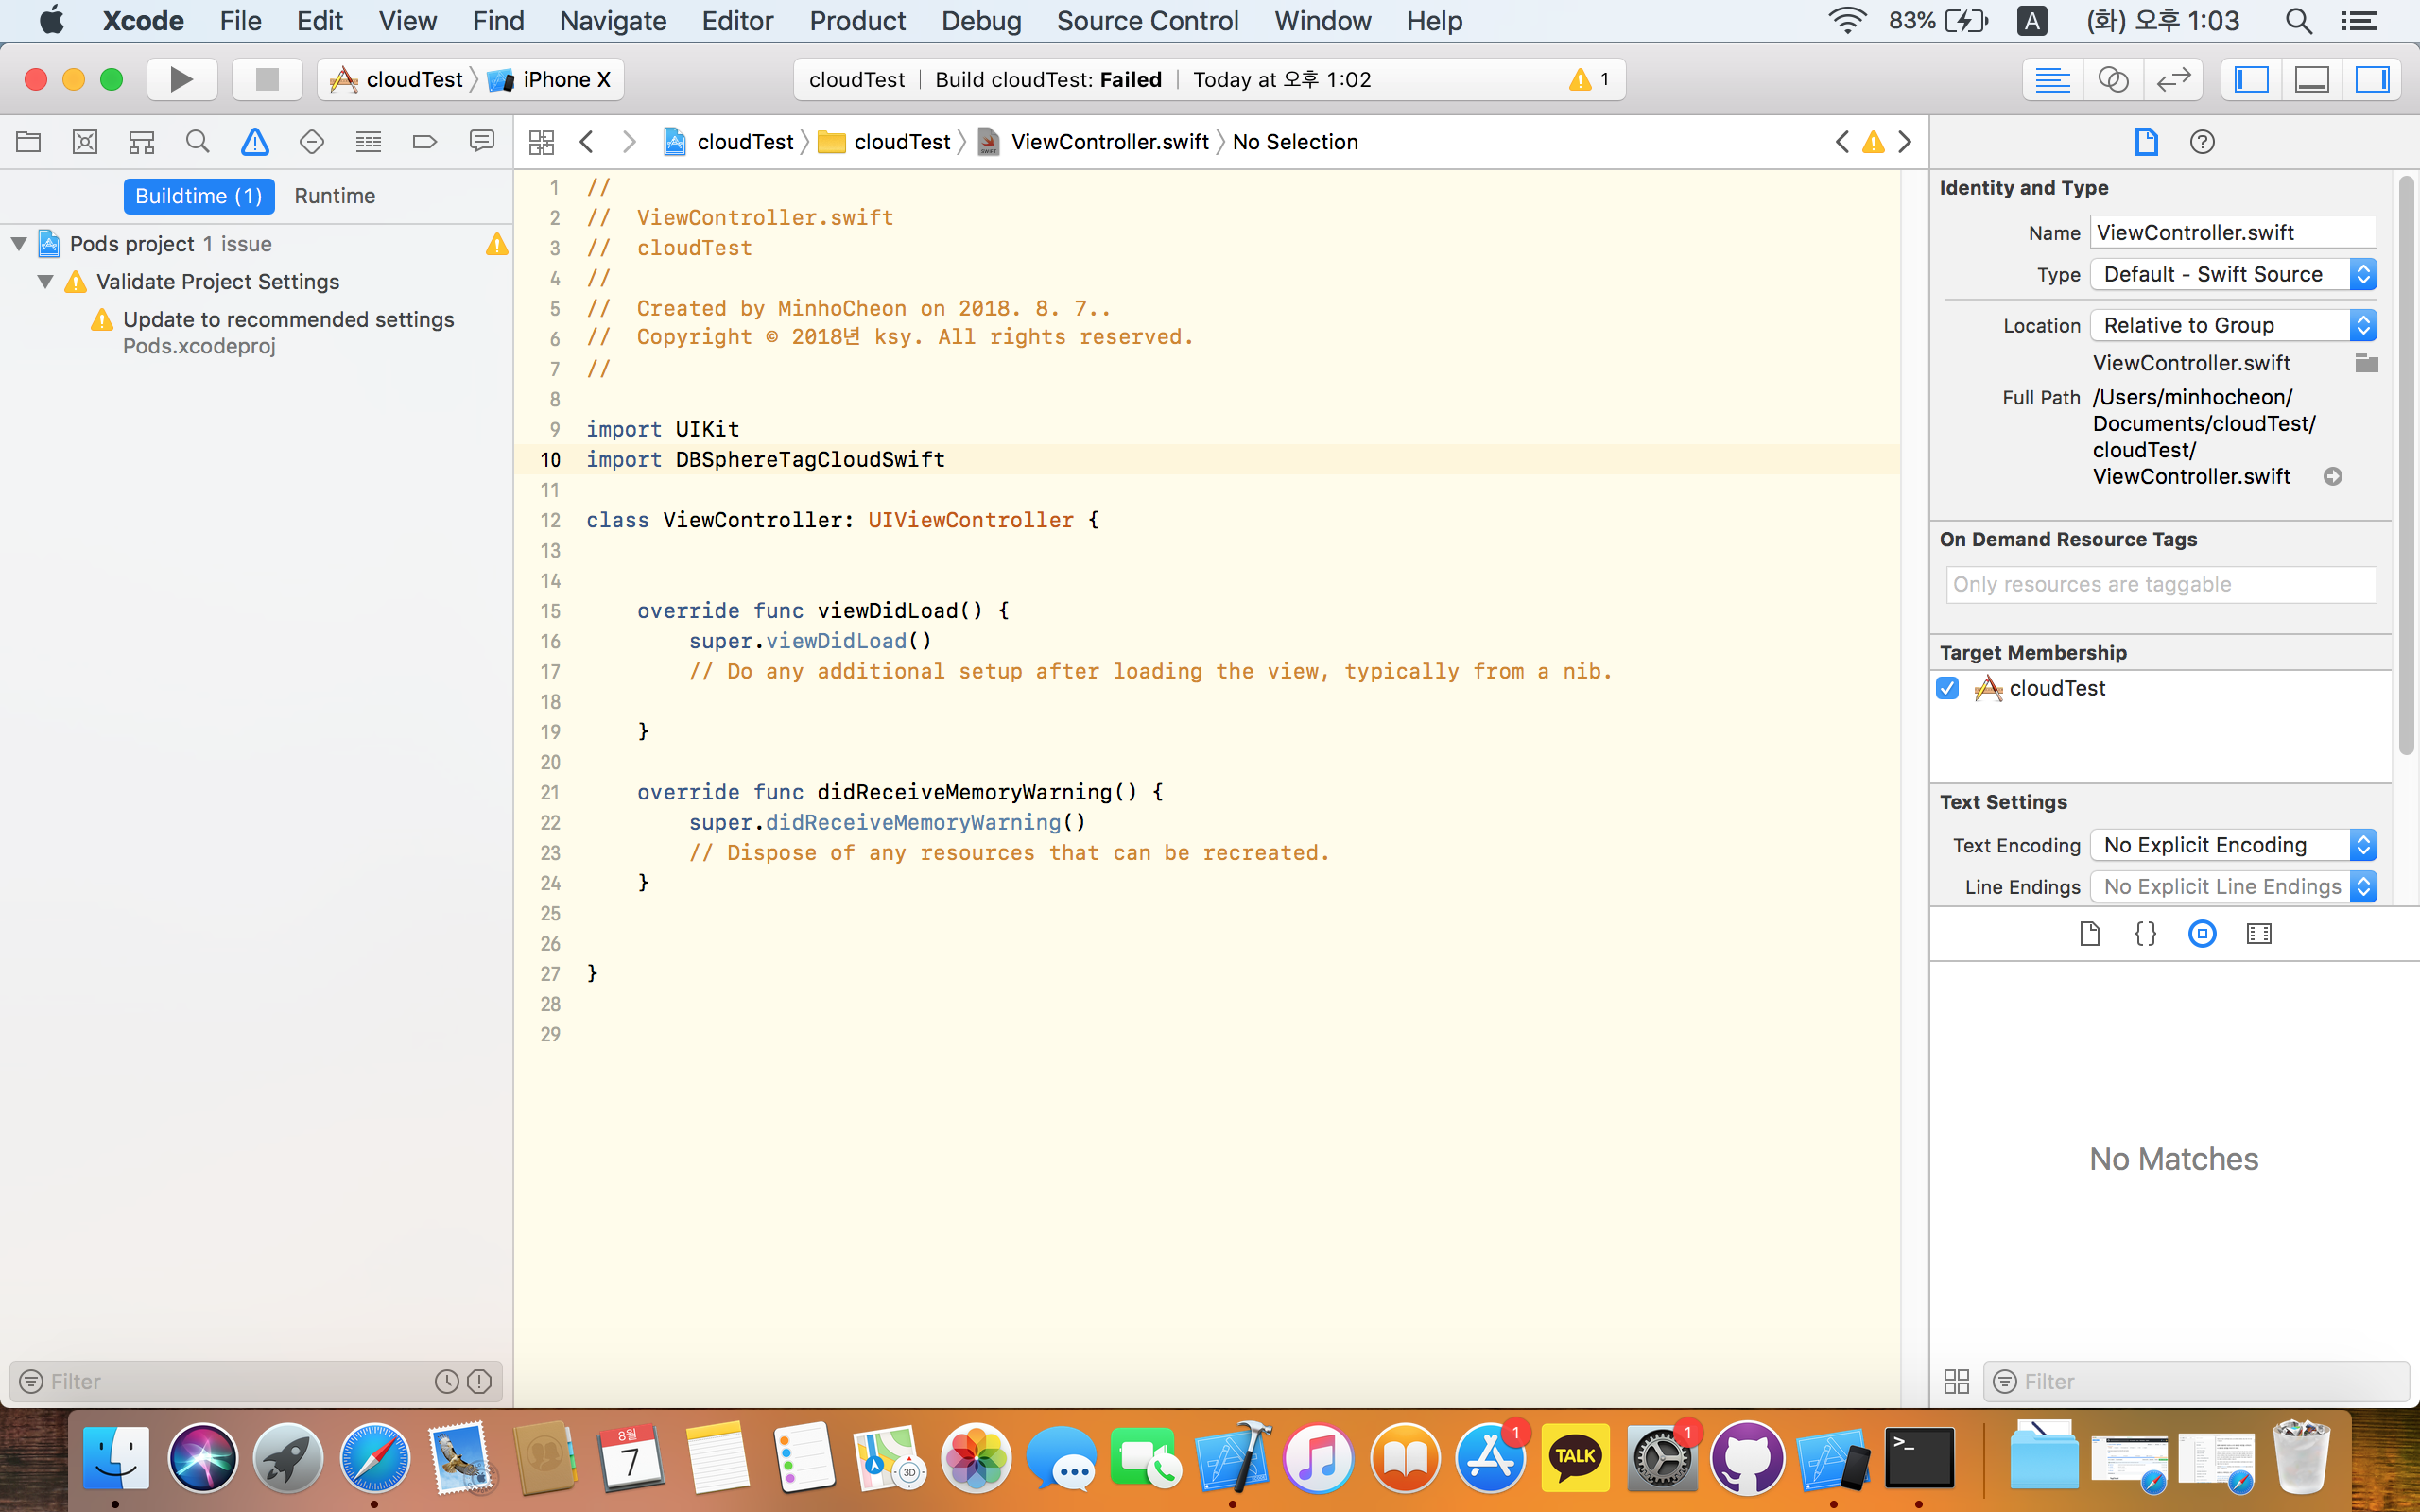 Xcode File Edit View Find Navigate Editor Product Debug Source Control Window Help 83% A (화) 오후 1:03
cloudTest iPhone X cloudTest Build cloudTest: Failed Today at 오후 1:02 1
cloudTest cloudTest ViewController.swift No Selection
Buildtime (1) Runtime
Pods project 1 issue
Validate Project Settings
Update to recommended settings
Pods.xcodeproj
Filter
1 //
2 // ViewController.swift
3 // cloudTest
4 //
5 // Created by MinhoCheon on 2018. 8. 7..
6 // Copyright © 2018년 ksy. All rights reserved.
7 //
8
9 import UIKit
10 import DBSphereTagCloudSwift
11
12 class ViewController: UIViewController {
13
14
15 override func viewDidLoad() {
16 super.viewDidLoad()
17 // Do any additional setup after loading the view, typically from a nib.
18
19 }
20
21 override func didReceiveMemoryWarning() {
22 super.didReceiveMemoryWarning()
23 // Dispose of any resources that can be recreated.
24 }
25
26
27 }
28
29
Identity and Type
Name ViewController.swift
Type Default - Swift Source
Location Relative to Group
ViewController.swift
Full Path /Users/minhocheon/
Documents/cloudTest/
cloudTest/
ViewController.swift
On Demand Resource Tags
Only resources are taggable
Target Membership
cloudTest
Text Settings
Text Encoding No Explicit Encoding
Line Endings No Explicit Line Endings
{}
No Matches
Filter
8월
7
3D
1
TALK
1
>_